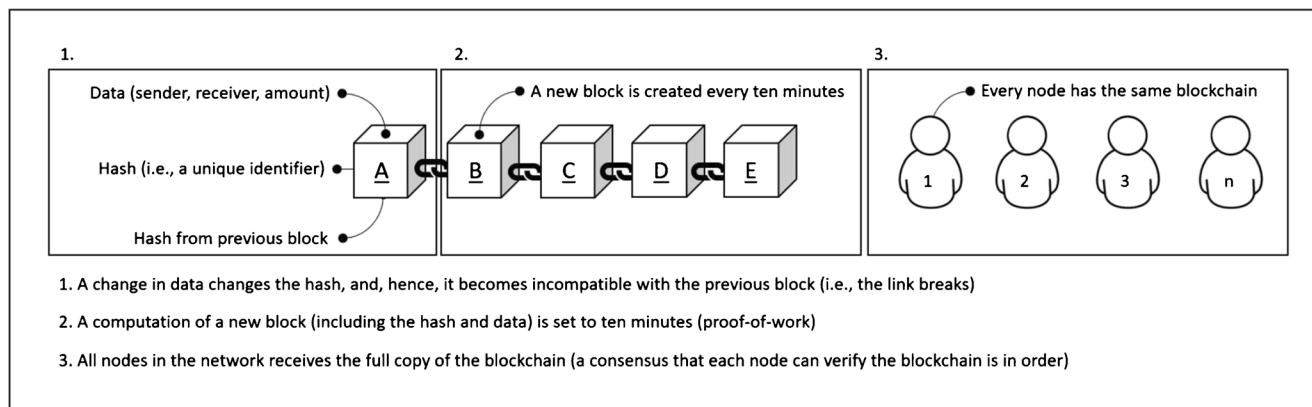 1.
2.
3.
Data (sender, receiver, amount)
A new block is created every ten minutes
Every node has the same blockchain
Hash (i.e., a unique identifier)
A
B
C
D
E
1
2
3
n
Hash from previous block
1. A change in data changes the hash, and, hence, it becomes incompatible with the previous block (i.e., the link breaks)
2. A computation of a new block (including the hash and data) is set to ten minutes (proof-of-work)
3. All nodes in the network receives the full copy of the blockchain (a consensus that each node can verify the blockchain is in order)